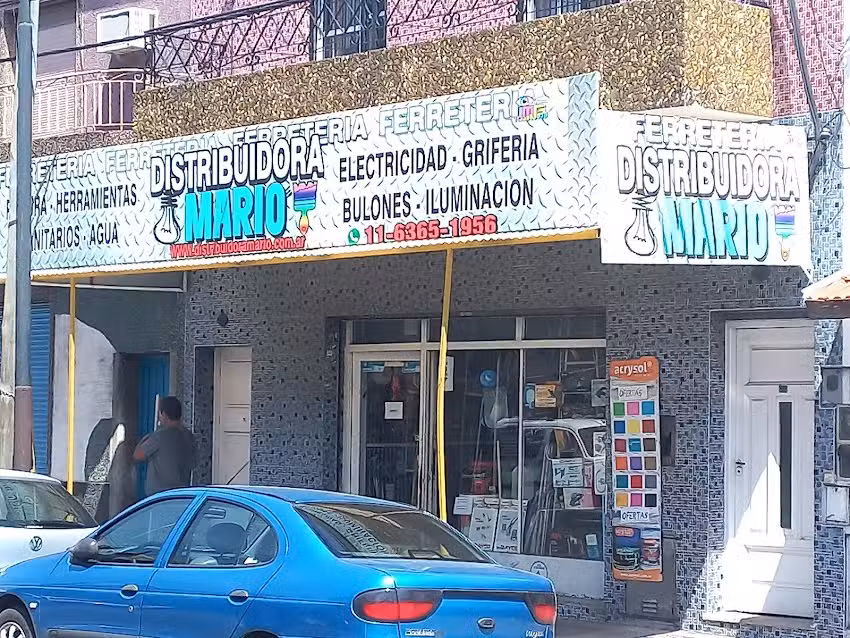 FERRETERIA FERRETERIA FERRETERIA FERRETERI
HERRAMIENTAS
AGUA
DISTRIBUIDORA
MARIO
www.distribuidoramario.com.ar
ELECTRICIDAD - GRIFERIA
BULONES - ILUMINACION
11-6365-1956
FERRETERIA
DISTRIBUIDORA
MARIO
acrysol
OFERTAS
OFERTAS